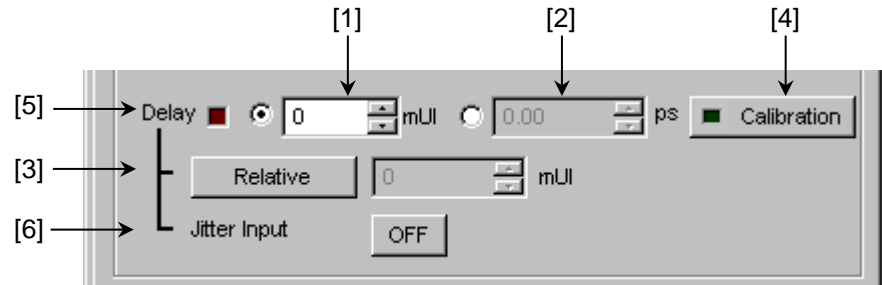 [1] [2] [4]
[5] Delay 0 mUI 0.00 ps Calibration
[3] Relative 0 mUI
[6] Jitter Input OFF